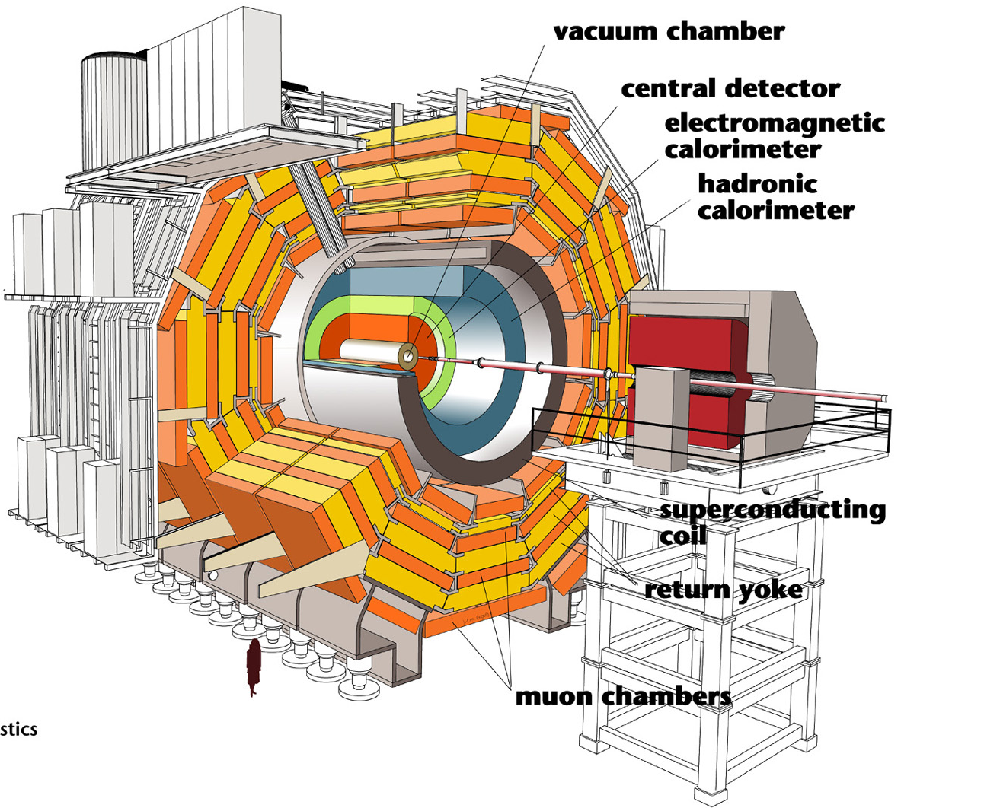 vacuum chamber
central detector
electromagnetic
calorimeter
hadronic
calorimeter
superconducting
coil
return yoke
muon chambers
stics